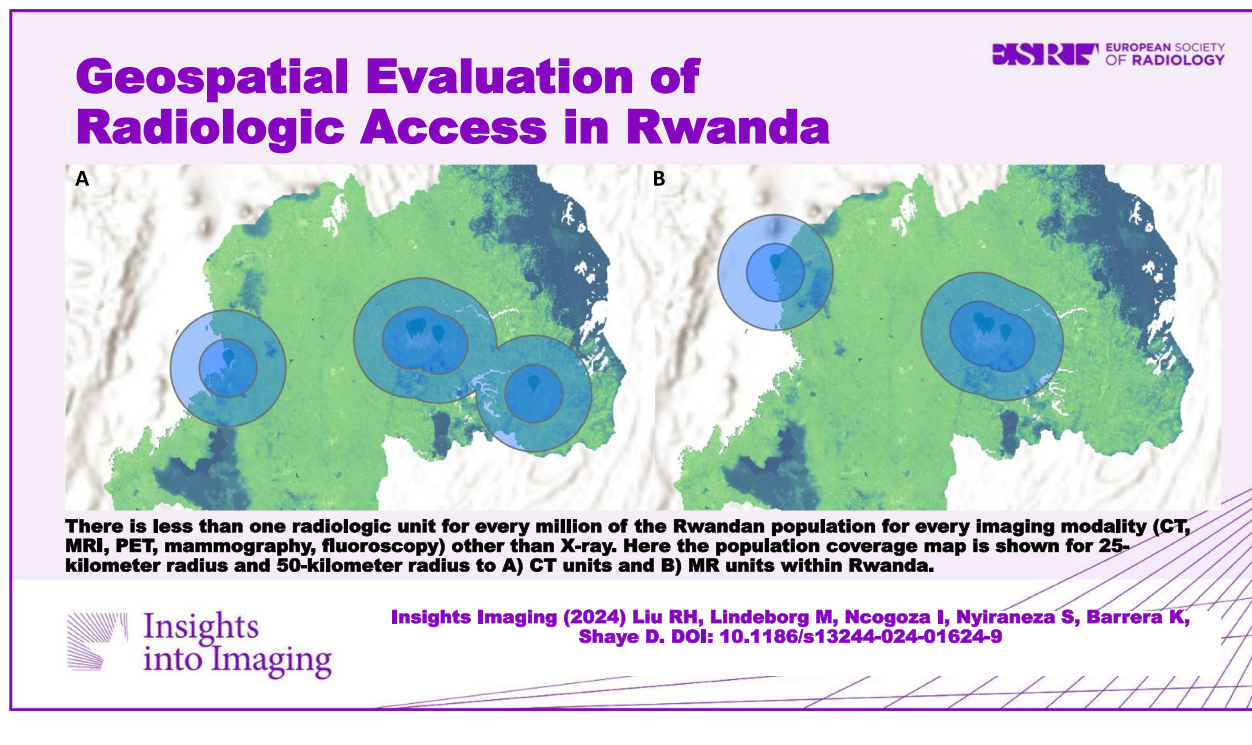 Geospatial Evaluation of
Radiologic Access in Rwanda
EUROPEAN SOCIETY
OF RADIOLOGY
A
B
There is less than one radiologic unit for every million of the Rwandan population for every imaging modality (CT,
MRI, PET, mammography, fluoroscopy) other than X-ray. Here the population coverage map is shown for 25-
kilometer radius and 50-kilometer radius to A) CT units and B) MR units within Rwanda.
Insights
into Imaging
Insights Imaging (2024) Liu RH, Lindeborg M, Ncogoza I, Nyiraneza S, Barrera K,
Shaye D. DOI: 10.1186/s13244-024-01624-9